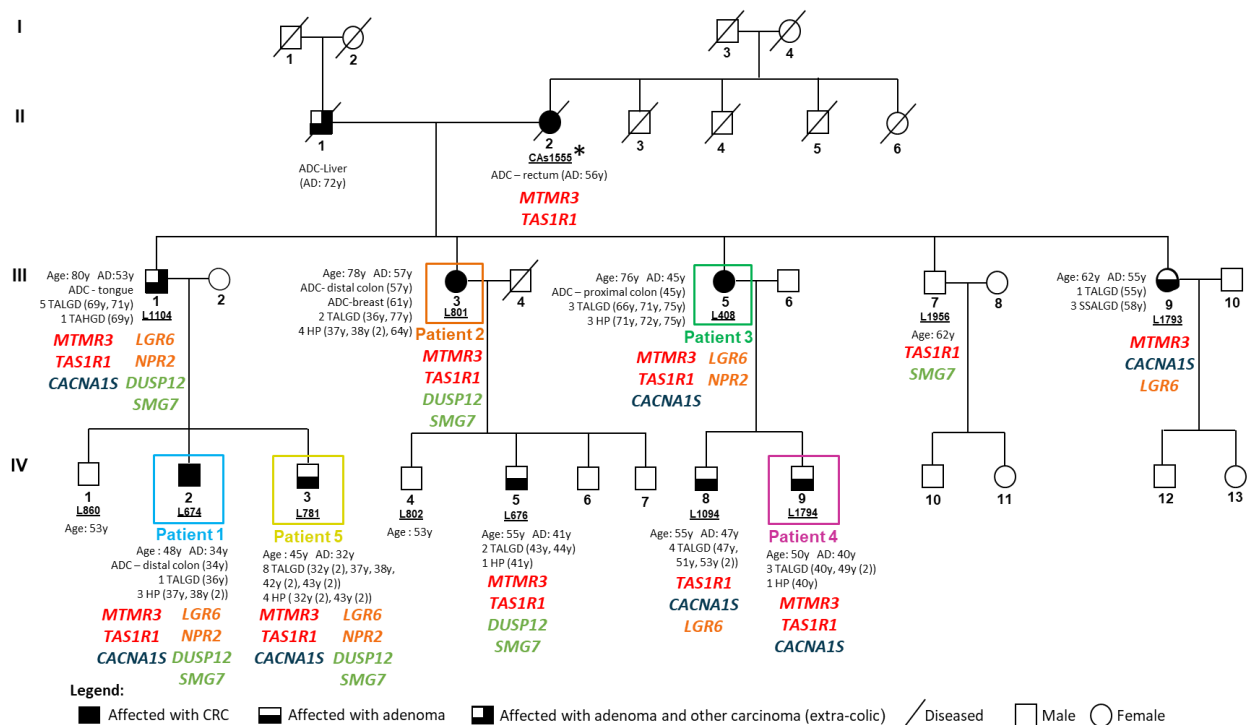 I
1
2
3
4
II
1
2
3
4
5
6
CAs1555 *
ADC-Liver
(AD: 72y)
ADC – rectum (AD: 56y)
MTMR3
TAS1R1
III
Age: 80y AD:53y
ADC - tongue
5 TALGD (69y, 71y)
1 TAHGD (69y)
1
L1104
2
MTMR3 LGR6
TAS1R1 NPR2
CACNA1S DUSP12
SMG7
Age: 78y AD: 57y
ADC- distal colon (57y)
ADC-breast (61y)
2 TALGD (36y, 77y)
4 HP (37y, 38y (2), 64y)
3
L801
4
Patient 2
MTMR3
TAS1R1
DUSP12
SMG7
Age: 76y AD: 45y
ADC – proximal colon (45y)
3 TALGD (66y, 71y, 75y)
3 HP (71y, 72y, 75y)
5
L408
6
Patient 3
MTMR3 LGR6
TAS1R1 NPR2
CACNA1S
7
L1956
8
Age: 62y
TAS1R1
SMG7
Age: 62y AD: 55y
1 TALGD (55y)
3 SSALGD (58y)
9
L1793
10
MTMR3
CACNA1S
LGR6
IV
1
L860
Age: 53y
2
L674
Patient 1
Age : 48y AD: 34y
ADC – distal colon (34y)
1 TALGD (36y)
3 HP (37y, 38y (2))
MTMR3 LGR6
TAS1R1 NPR2
CACNA1S DUSP12
SMG7
3
L781
Patient 5
Age : 45y AD: 32y
8 TALGD (32y (2), 37y, 38y,
42y (2), 43y (2))
4 HP ( 32y (2), 43y (2))
MTMR3 LGR6
TAS1R1 NPR2
CACNA1S DUSP12
SMG7
4
L802
Age : 53y
5
L676
Age: 55y AD: 41y
2 TALGD (43y, 44y)
1 HP (41y)
MTMR3
TAS1R1
DUSP12
SMG7
6
7
8
L1094
Age: 55y AD: 47y
4 TALGD (47y,
51y, 53y (2))
TAS1R1
CACNA1S
LGR6
9
L1794
Patient 4
Age: 50y AD: 40y
3 TALGD (40y, 49y (2))
1 HP (40y)
MTMR3
TAS1R1
CACNA1S
10
11
12
13
Legend:
Affected with CRC
Affected with adenoma
Affected with adenoma and other carcinoma (extra-colic)
Diseased
Male
Female